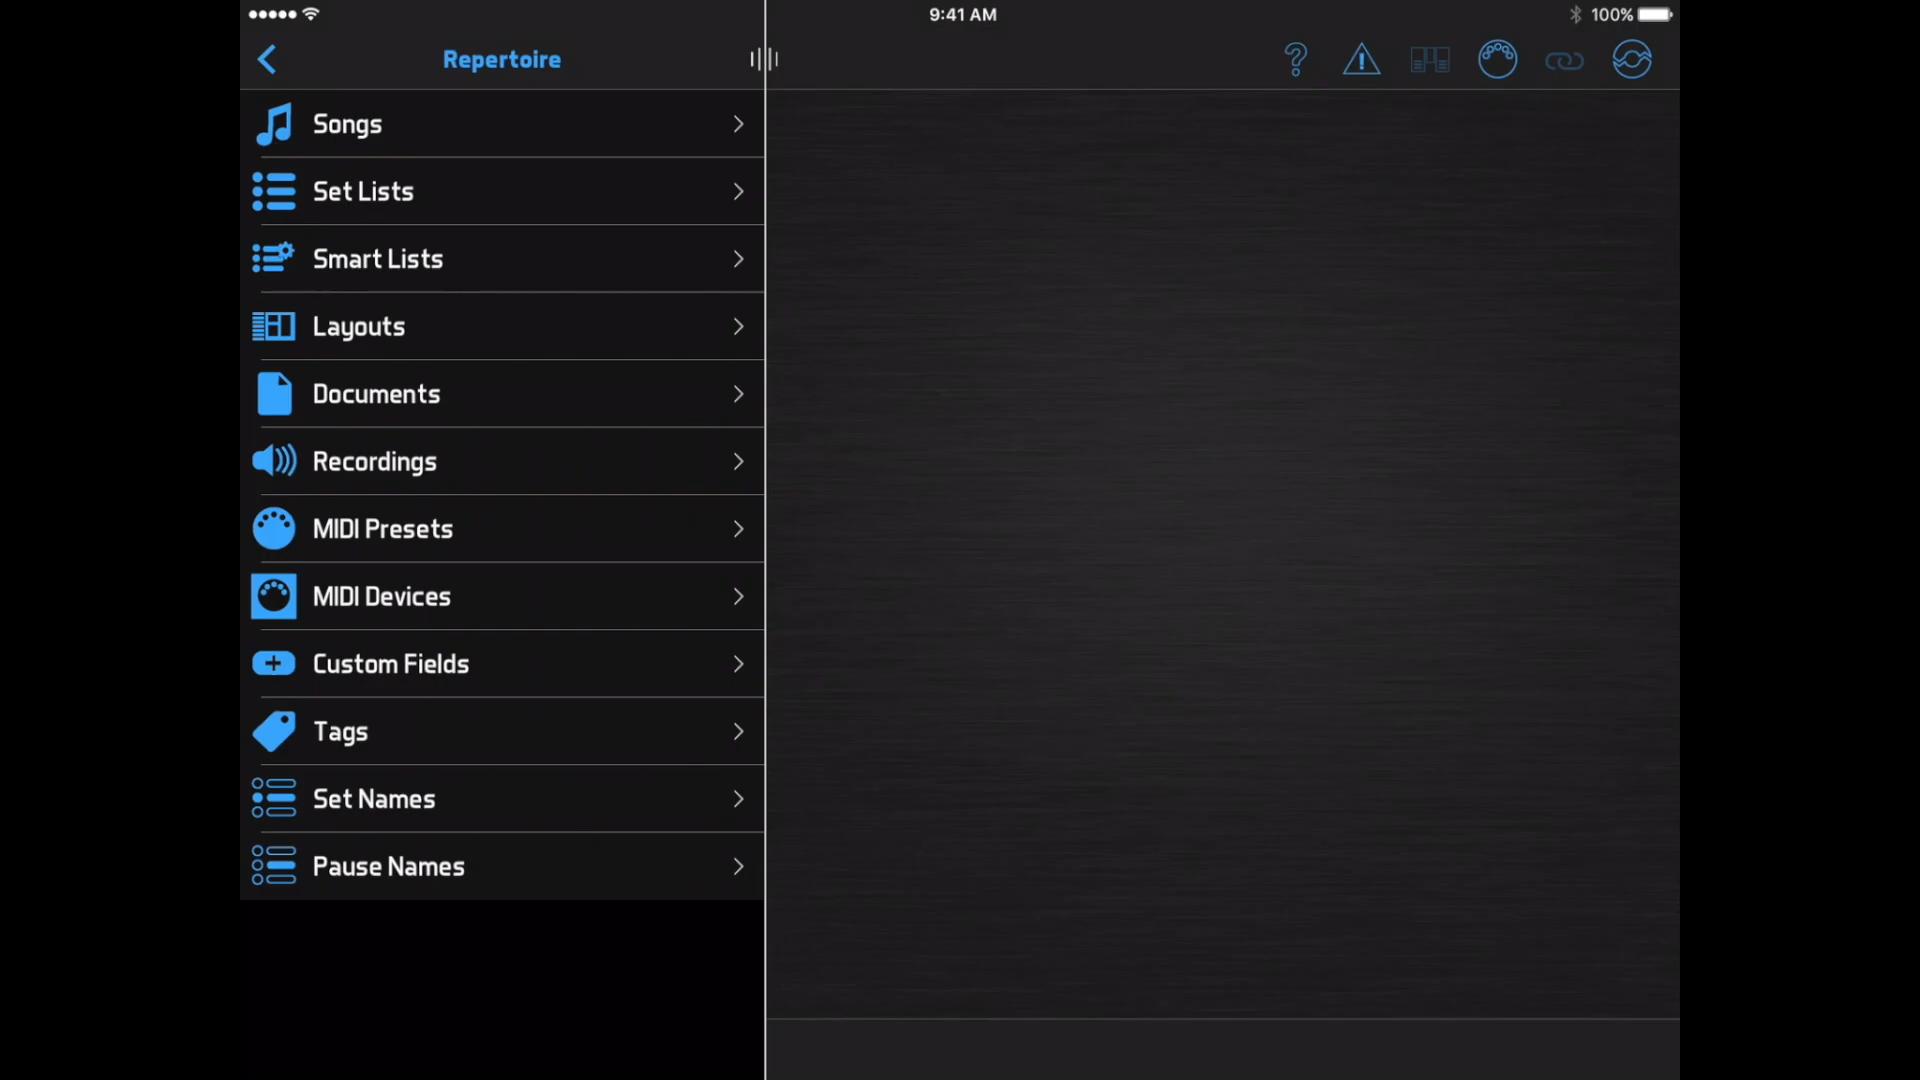 9:41 AM
100%
Repertoire
Songs
Set Lists
Smart Lists
Layouts
Documents
Recordings
MIDI Presets
MIDI Devices
Custom Fields
Tags
Set Names
Pause Names